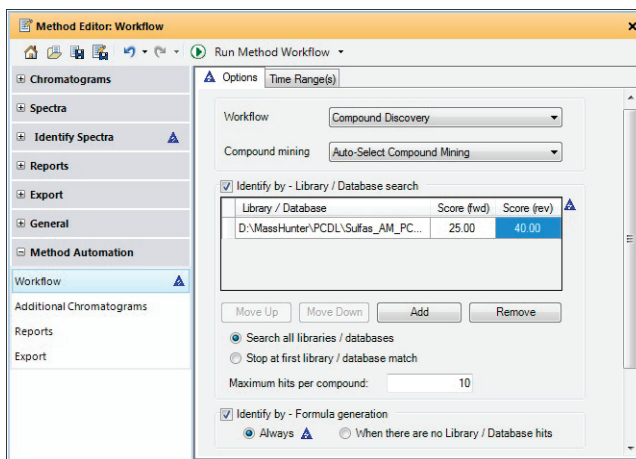 Method Editor: Workflow
Run Method Workflow
Chromatograms
Spectra
Identify Spectra
Reports
Export
General
Method Automation
Workflow
Additional Chromatograms
Reports
Export
Options Time Range(s)
Workflow Compound Discovery
Compound mining Auto-Select Compound Mining
Identify by - Library / Database search
Library / Database Score (fwd) Score (rev)
D:\MassHunter\PCDL\Sulfas_AM_PC... 25.00 40.00
Move Up Move Down Add Remove
Search all libraries / databases
Stop at first library / database match
Maximum hits per compound: 10
Identify by - Formula generation
Always When there are no Library / Database hits